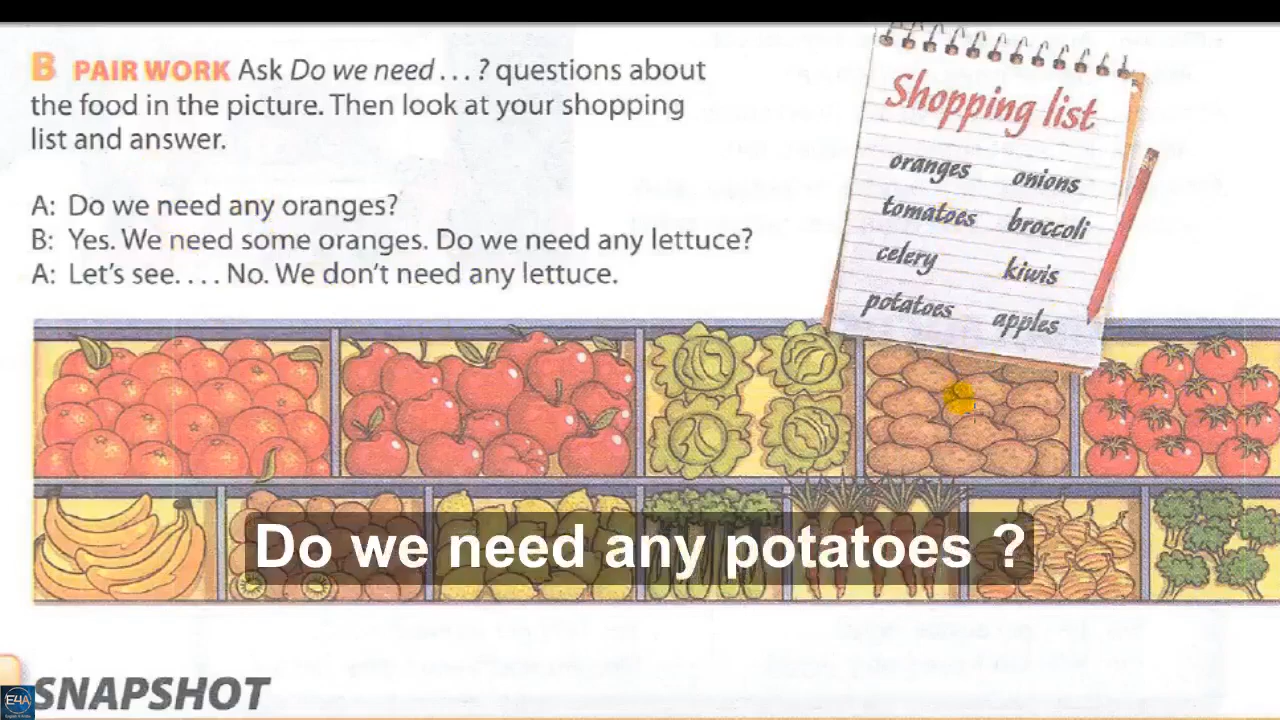 B PAIR WORK Ask Do we need . . . ? questions about
the food in the picture. Then look at your shopping
list and answer.
A: Do we need any oranges?
B: Yes. We need some oranges. Do we need any lettuce?
A: Let's see. . . . No. We don't need any lettuce.
Shopping list
oranges onions
tomatoes broccoli
celery kiwis
potatoes apples
Do we need any potatoes ?
SNAPSHOT
E4A